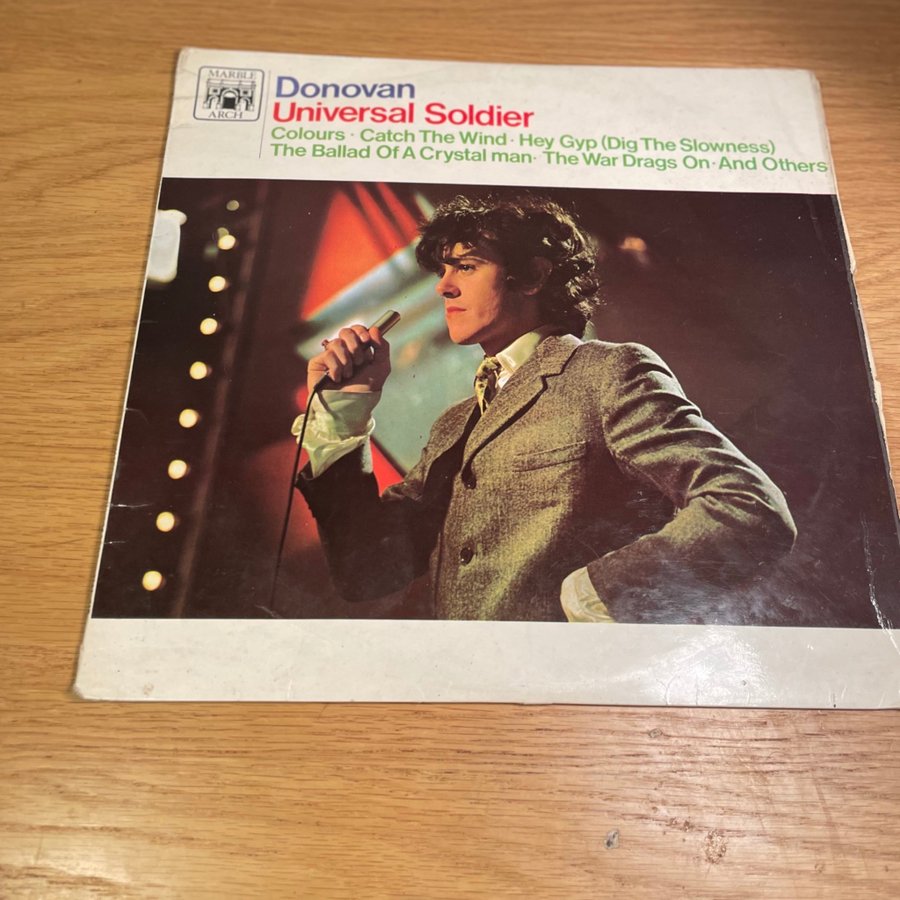 MARBLE
ARCH
Donovan
Universal Soldier
Colours · Catch The Wind · Hey Gyp (Dig The Slowness)
The Ballad Of A Crystal man · The War Drags On · And Others